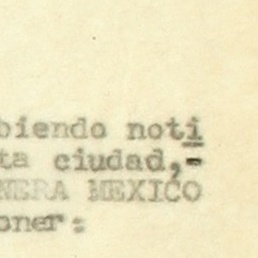 biendo noti
ta ciudad,-
NERA MEXICO
oner: